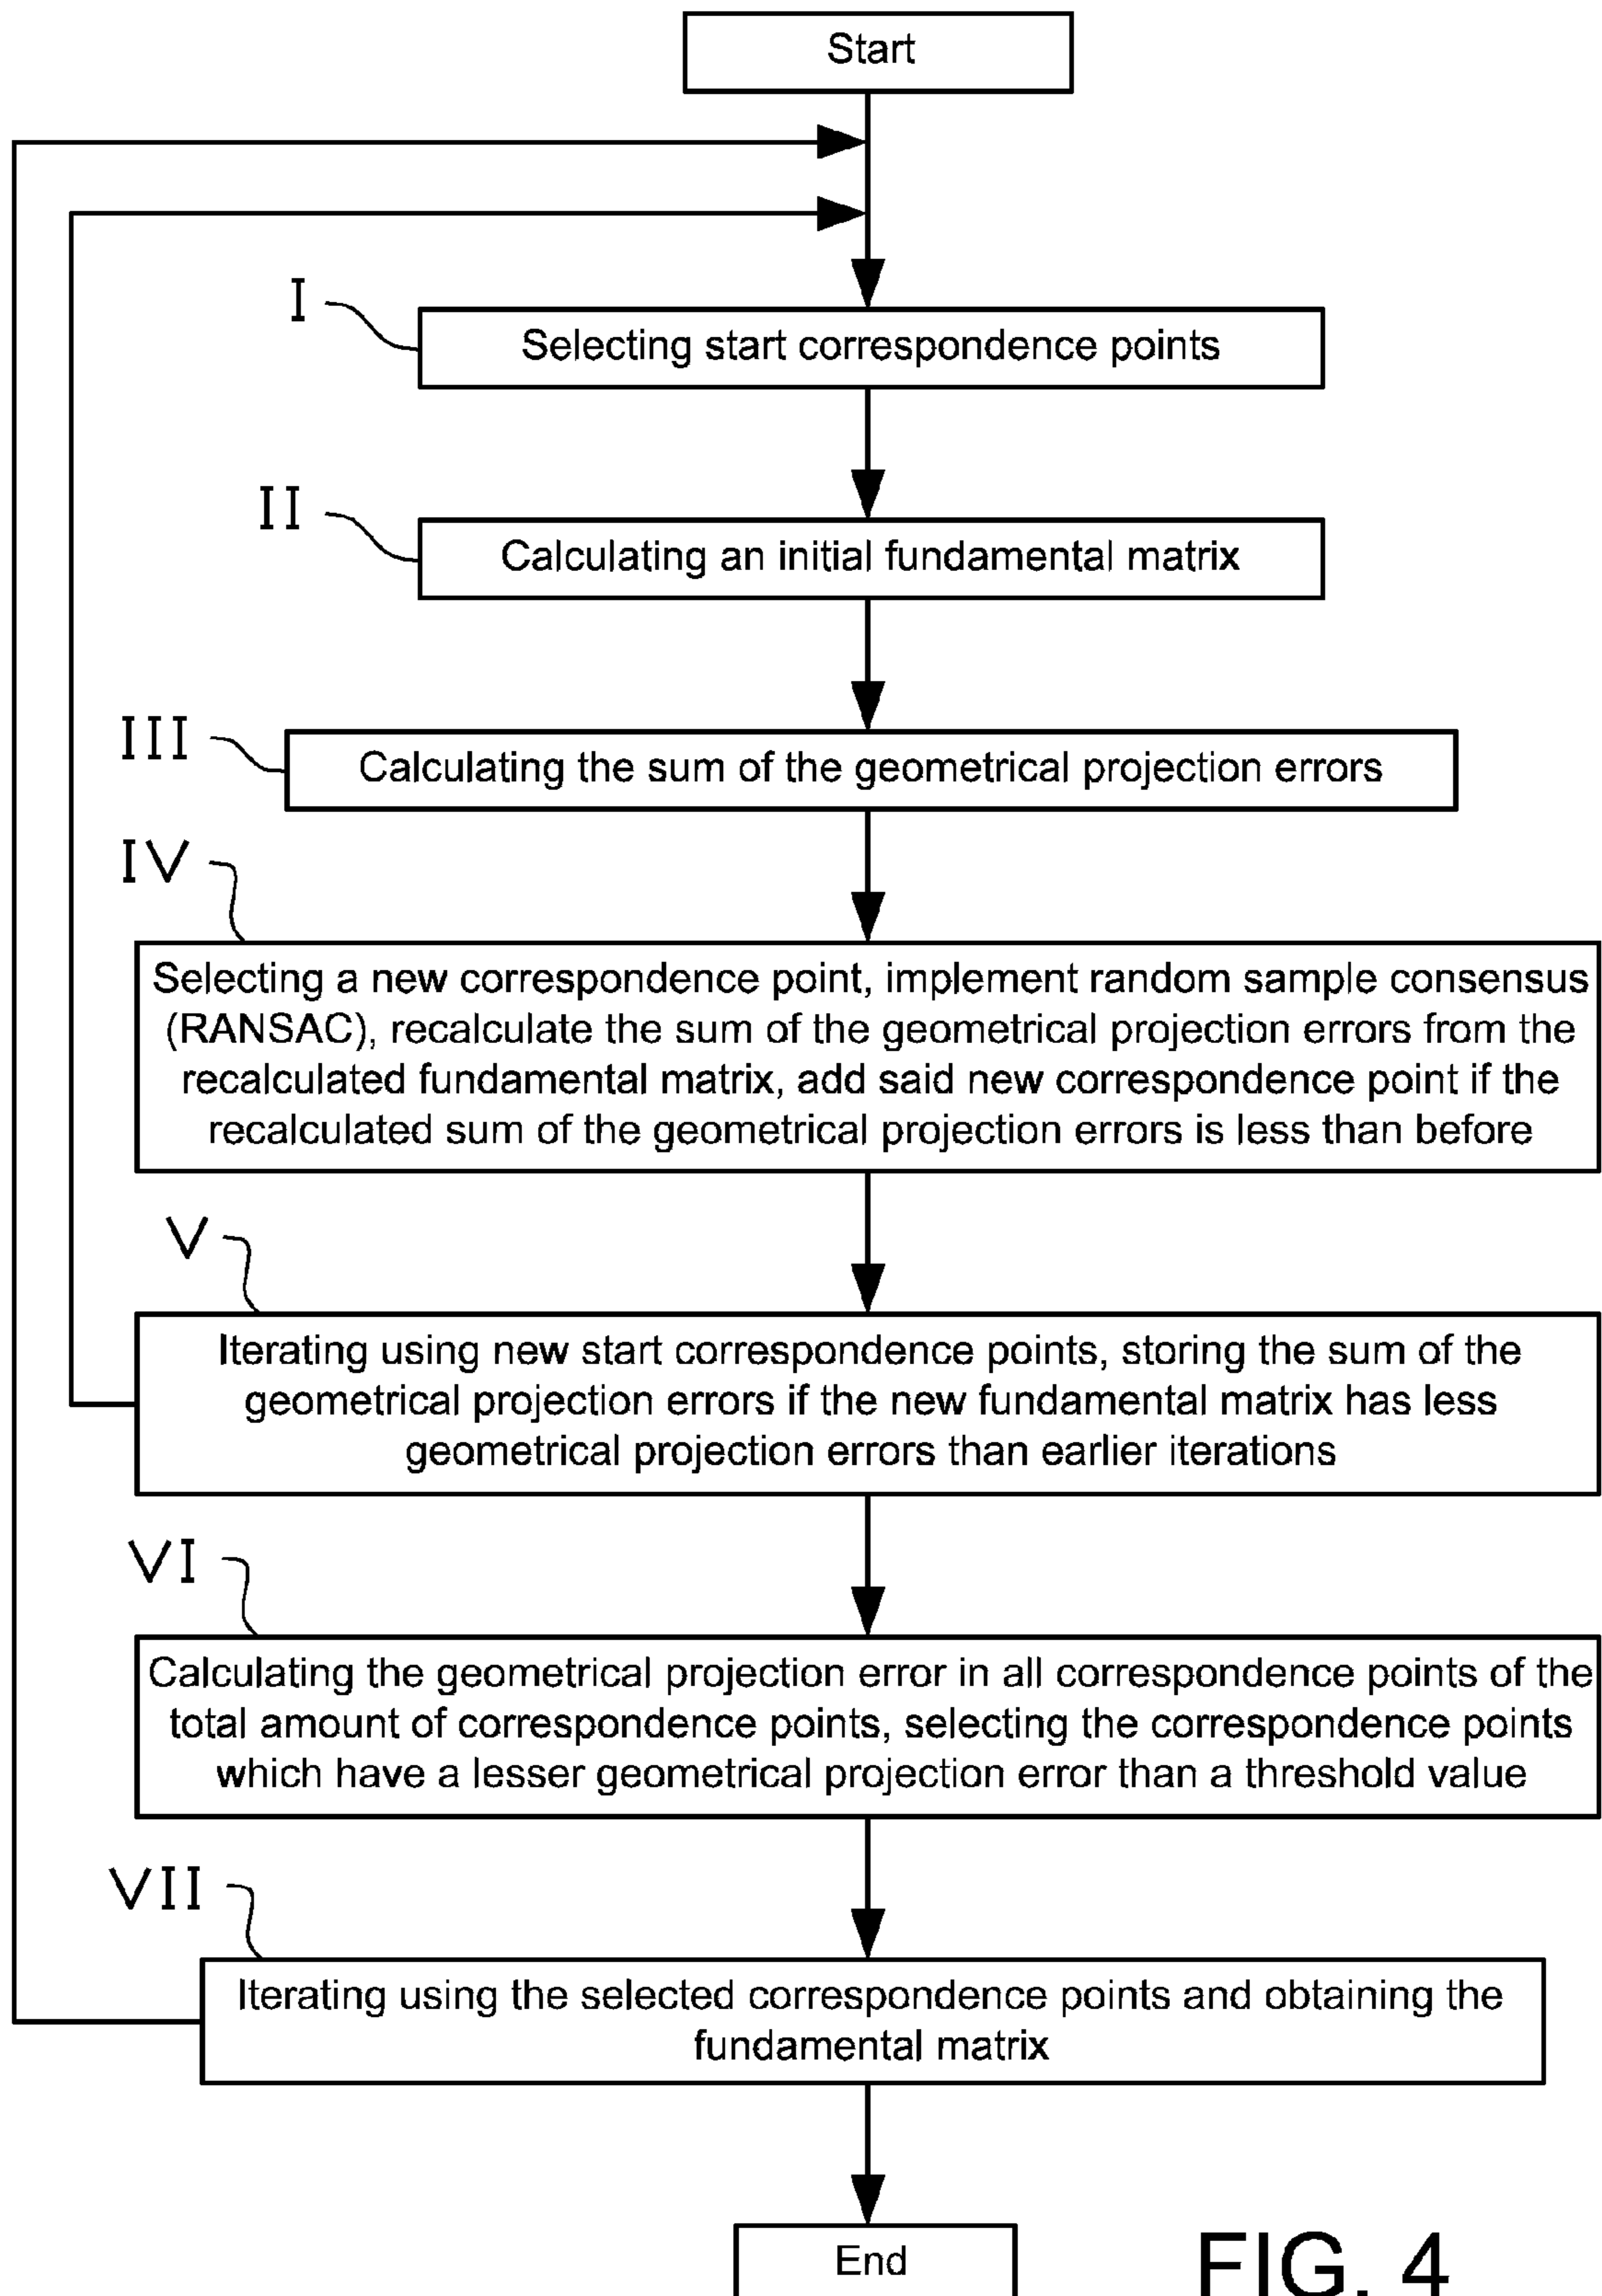 Start
I
Selecting start correspondence points
II
Calculating an initial fundamental matrix
III
Calculating the sum of the geometrical projection errors
IV
Selecting a new correspondence point, implement random sample consensus
(RANSAC), recalculate the sum of the geometrical projection errors from the
recalculated fundamental matrix, add said new correspondence point if the
recalculated sum of the geometrical projection errors is less than before
V
Iterating using new start correspondence points, storing the sum of the
geometrical projection errors if the new fundamental matrix has less
geometrical projection errors than earlier iterations
VI
Calculating the geometrical projection error in all correspondence points of the
total amount of correspondence points, selecting the correspondence points
which have a lesser geometrical projection error than a threshold value
VII
Iterating using the selected correspondence points and obtaining the
fundamental matrix
End
FIG. 4